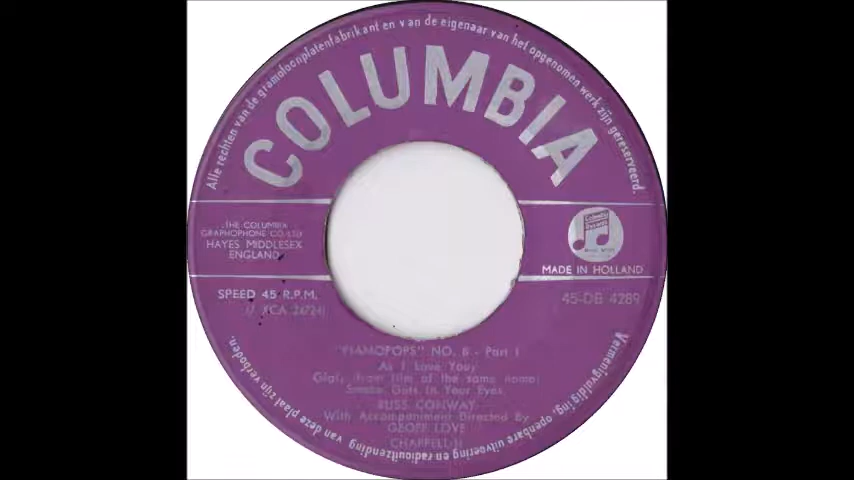 Alle rechten van de gramofoonplatenfabrikant en van de eigenaar van het opgenomen werk zijn gereserveerd.
COLUMBIA
THE COLUMBIA
GRAPHOPHONE CO. LTD
HAYES MIDDLESEX
ENGLAND
MADE IN HOLLAND
SPEED 45 R.P.M.
45-DB 4289
"PIANOPOPS" NO. 6 - Part 1
As I Love You;
Gigi, (from film of the same name)
Smoke Gets In Your Eyes
RUSS CONWAY
With Accompaniment Directed By
GEOFF LOVE
CHAPPELL
Vermenigvuldiging, openbare uitvoering en radiouitzending van deze plaat zijn verboden.